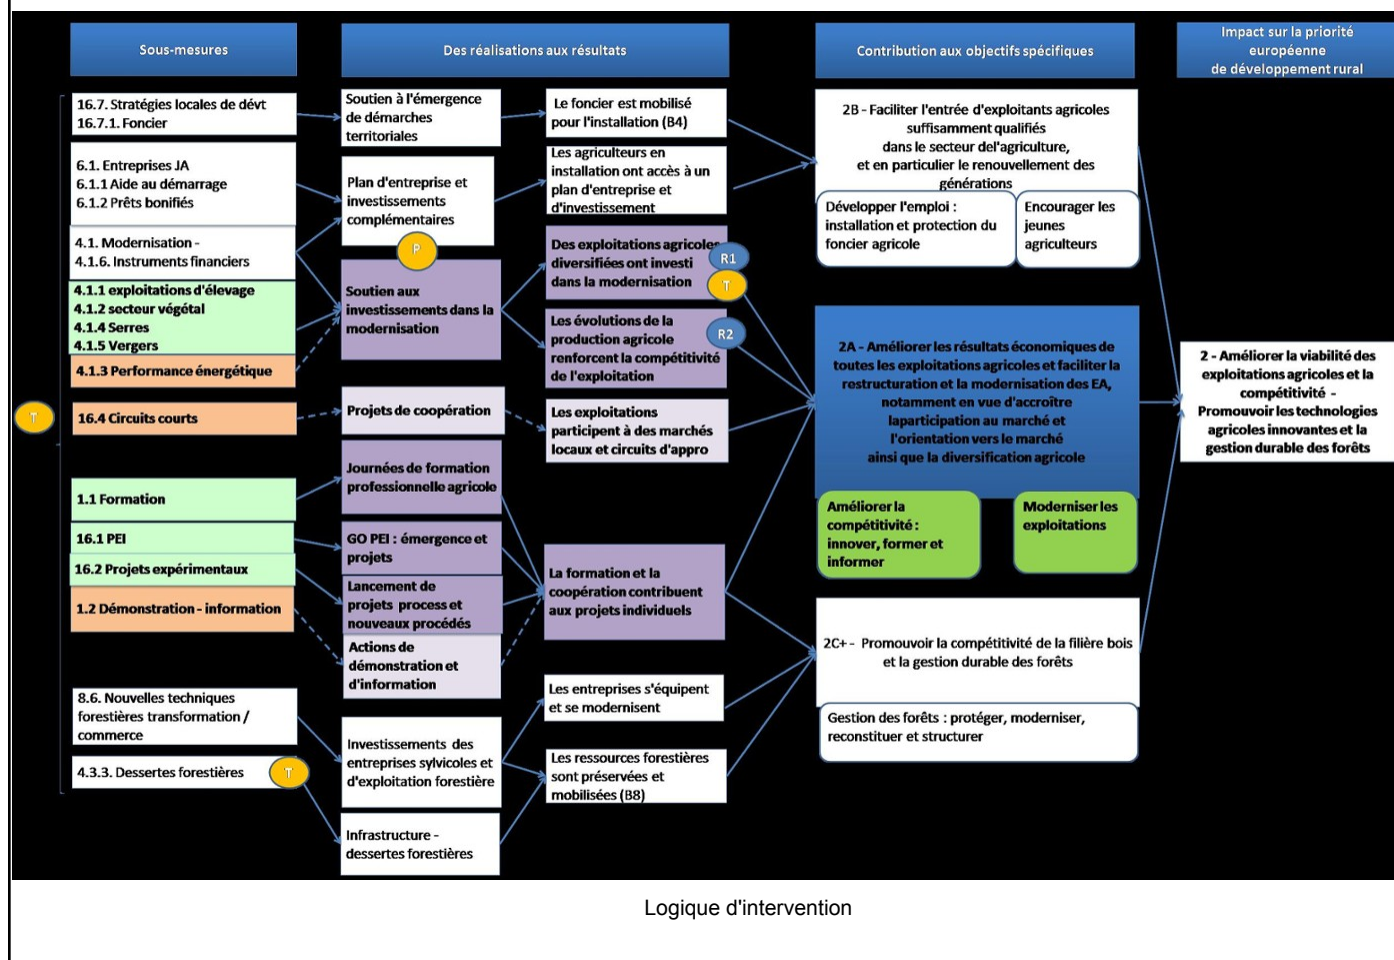 Sous-mesures
Des réalisations aux résultats
Contribution aux objectifs spécifiques
Impact sur la priorité
européenne
de développement rural
16.7. Stratégies locales de dévt
16.7.1. Foncier
6.1. Entreprises JA
6.1.1 Aide au démarrage
6.1.2 Prêts bonifiés
4.1. Modernisation -
4.1.6. Instruments financiers
4.1.1 exploitations d'élevage
4.1.2 secteur végétal
4.1.4 Serres
4.1.5 Vergers
4.1.3 Performance énergétique
T
16.4 Circuits courts
1.1 Formation
16.1 PEI
16.2 Projets expérimentaux
1.2 Démonstration - information
8.6. Nouvelles techniques
forestières transformation /
commerce
4.3.3. Dessertes forestières
T
Soutien à l'émergence
de démarches
territoriales
Plan d'entreprise et
investissements
complémentaires
P
Soutien aux
investissements dans la
modernisation
Projets de coopération
Journées de formation
professionnelle agricole
GO PEI : émergence et
projets
Lancement de
projets process et
nouveaux procédés
Actions de
démonstration et
d'information
Investissements des
entreprises sylvicoles et
d'exploitation forestière
Infrastructure -
dessertes forestières
Le foncier est mobilisé
pour l'installation (B4)
Les agriculteurs en
installation ont accès à un
plan d'entreprise et
d'investissement
Des exploitations agricoles
diversifiées ont investi
dans la modernisation
R1
T
Les évolutions de la
production agricole
renforcent la compétitivité
de l'exploitation
R2
Les exploitations
participent à des marchés
locaux et circuits d'appro
La formation et la
coopération contribuent
aux projets individuels
Les entreprises s'équipent
et se modernisent
Les ressources forestières
sont préservées et
mobilisées (B8)
2B - Faciliter l'entrée d'exploitants agricoles
suffisamment qualifiés
dans le secteur del'agriculture,
et en particulier le renouvellement des
générations
Développer l'emploi :
installation et protection du
foncier agricole
Encourager les
jeunes
agriculteurs
2A - Améliorer les résultats économiques de
toutes les exploitations agricoles et faciliter la
restructuration et la modernisation des EA,
notamment en vue d'accroître
laparticipation au marché et
l'orientation vers le marché
ainsi que la diversification agricole
Améliorer la
compétitivité :
innover, former et
informer
Moderniser les
exploitations
2C+ - Promouvoir la compétitivité de la filière bois
et la gestion durable des forêts
Gestion des forêts : protéger, moderniser,
reconstituer et structurer
2 - Améliorer la viabilité des
exploitations agricoles et la
compétitivité -
Promouvoir les technologies
agricoles innovantes et la
gestion durable des forêts
Logique d'intervention